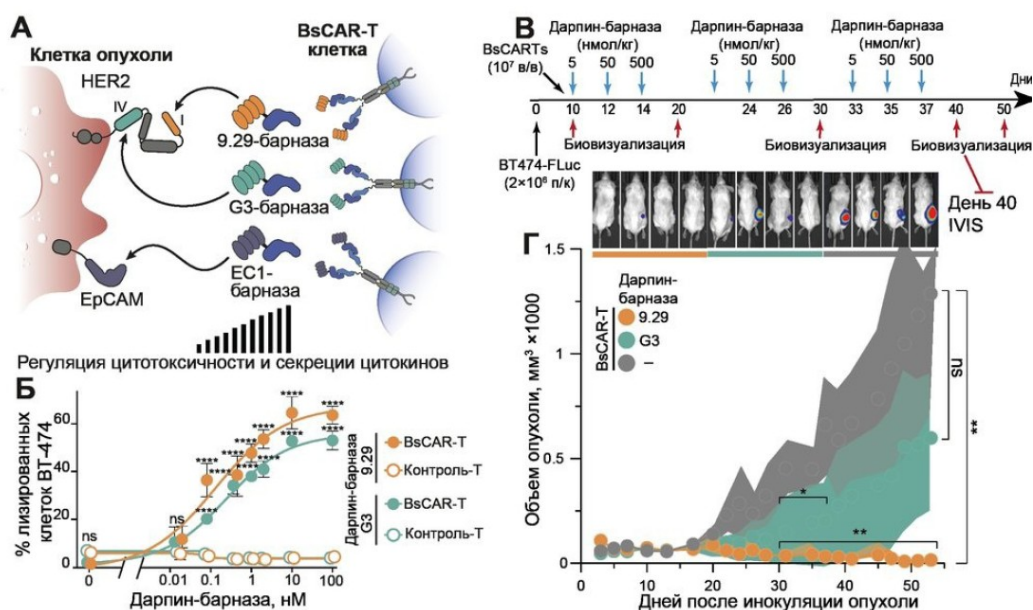 А
Клетка опухоли
BsCAR-T
клетка
HER2
IV
I
9.29-барназа
G3-барназа
EC1-
барназа
EpCAM
Регуляция цитотоксичности и секреции цитокинов
Б
% лизированных
клеток BT-474
60
40
20
0
ns
ns
****
****
****
****
****
****
****
****
****
****
****
0
0.01
0.1
1
10
100
Дарпин-барназа, нМ
Дарпин-барназа
9.29
BsCAR-T
Контроль-Т
G3
BsCAR-T
Контроль-Т
В
BsCARTs
(10⁷ в/в)
Дарпин-барназа
(нмол/кг)
5 50 500
Дарпин-барназа
(нмол/кг)
5 50 500
Дарпин-барназа
(нмол/кг)
5 50 500
Дни
0 10 12 14 20 24 26 30 33 35 37 40 50
Биовизуализация
Биовизуализация
Биовизуализация
BT474-FLuc
(2×10⁶ п/к)
День 40
IVIS
Г
Объем опухоли, мм³ ×1000
1.5
1
0.5
0
Дарпин-
барназа
BsCAR-T
9.29
G3
–
*
**
ns
**
0 10 20 30 40 50
Дней после инокуляции опухоли